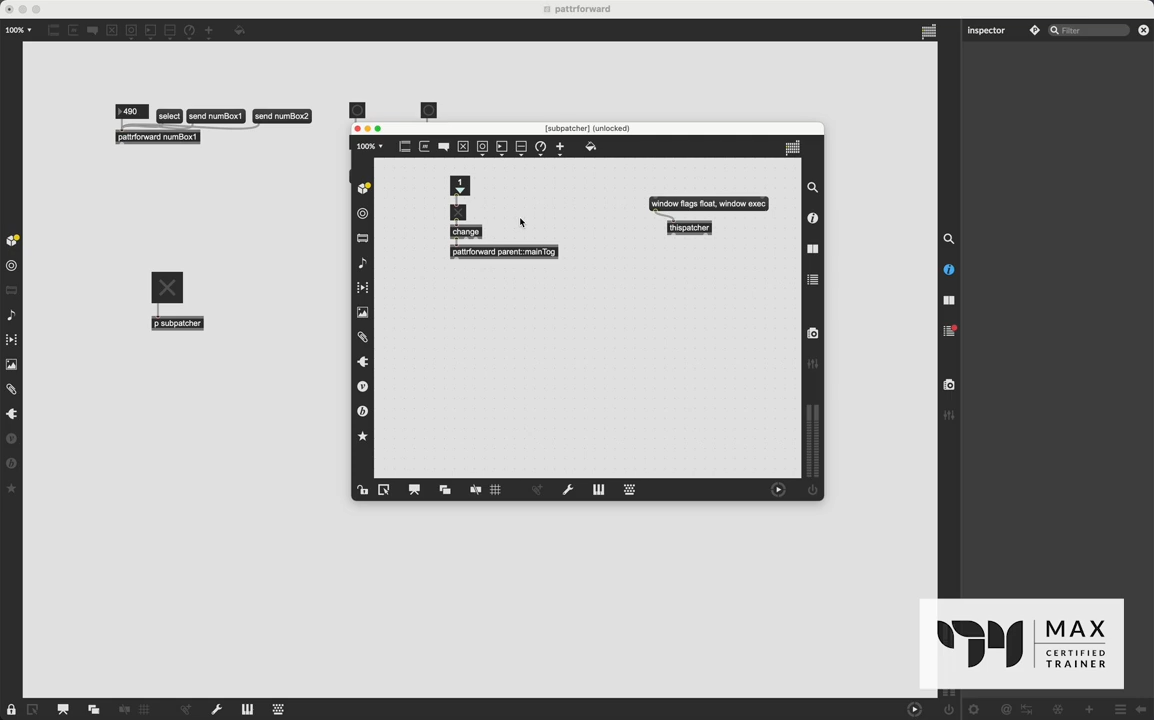 pattrforward
100%
inspector
Filter
490
select
send numBox1
send numBox2
pattrforward numBox1
[subpatcher] (unlocked)
100%
1
window flags float, window exec
thispatcher
change
pattrforward parent::mainTog
p subpatcher
MAX
CERTIFIED
TRAINER